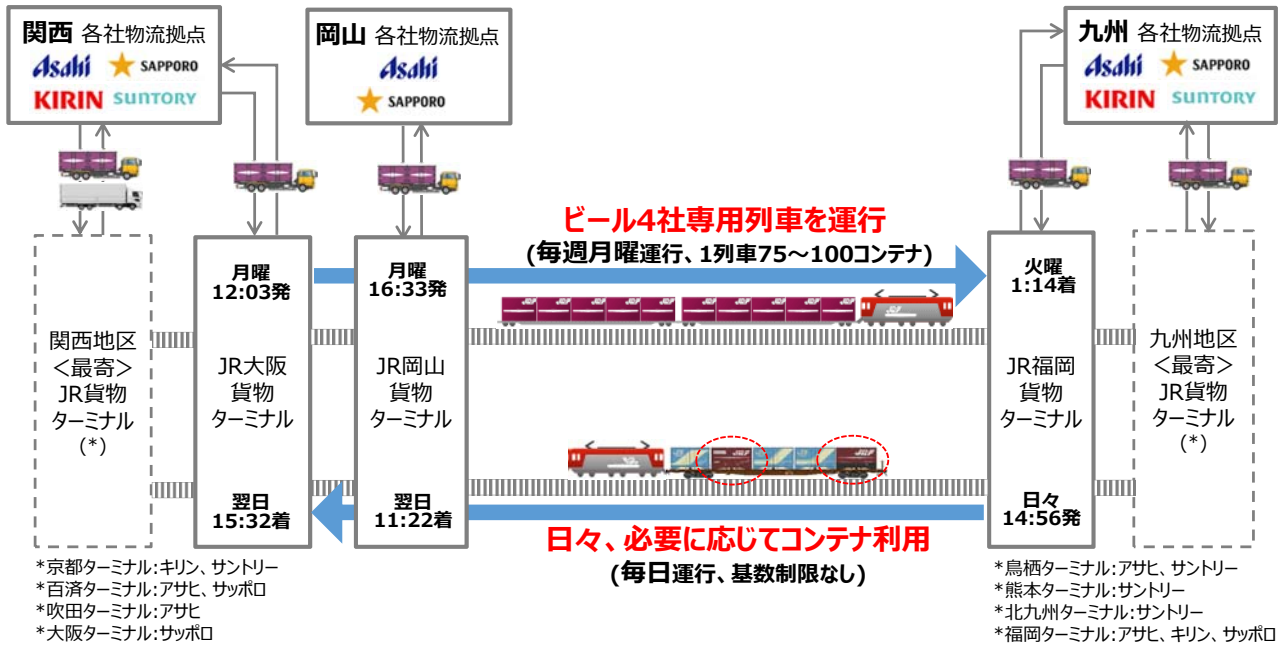 関西 各社物流拠点
Asahi
SAPPORO
KIRIN
SUNTORY
岡山 各社物流拠点
Asahi
SAPPORO
九州 各社物流拠点
Asahi
SAPPORO
KIRIN
SUNTORY
ビール4社専用列車を運行
(毎週月曜運行、1列車75～100コンテナ)
月曜
12:03発
月曜
16:33発
火曜
1:14着
関西地区
<最寄>
JR貨物
ターミナル
(*)
JR大阪
貨物
ターミナル
JR岡山
貨物
ターミナル
JR福岡
貨物
ターミナル
九州地区
<最寄>
JR貨物
ターミナル
(*)
翌日
15:32着
翌日
11:22着
日々
14:56発
日々、必要に応じてコンテナ利用
(毎日運行、基数制限なし)
*京都ターミナル:キリン、サントリー
*百済ターミナル:アサヒ、サッポロ
*吹田ターミナル:アサヒ
*大阪ターミナル:サッポロ
*鳥栖ターミナル:アサヒ、サントリー
*熊本ターミナル:サントリー
*北九州ターミナル:サントリー
*福岡ターミナル:アサヒ、キリン、サッポロ